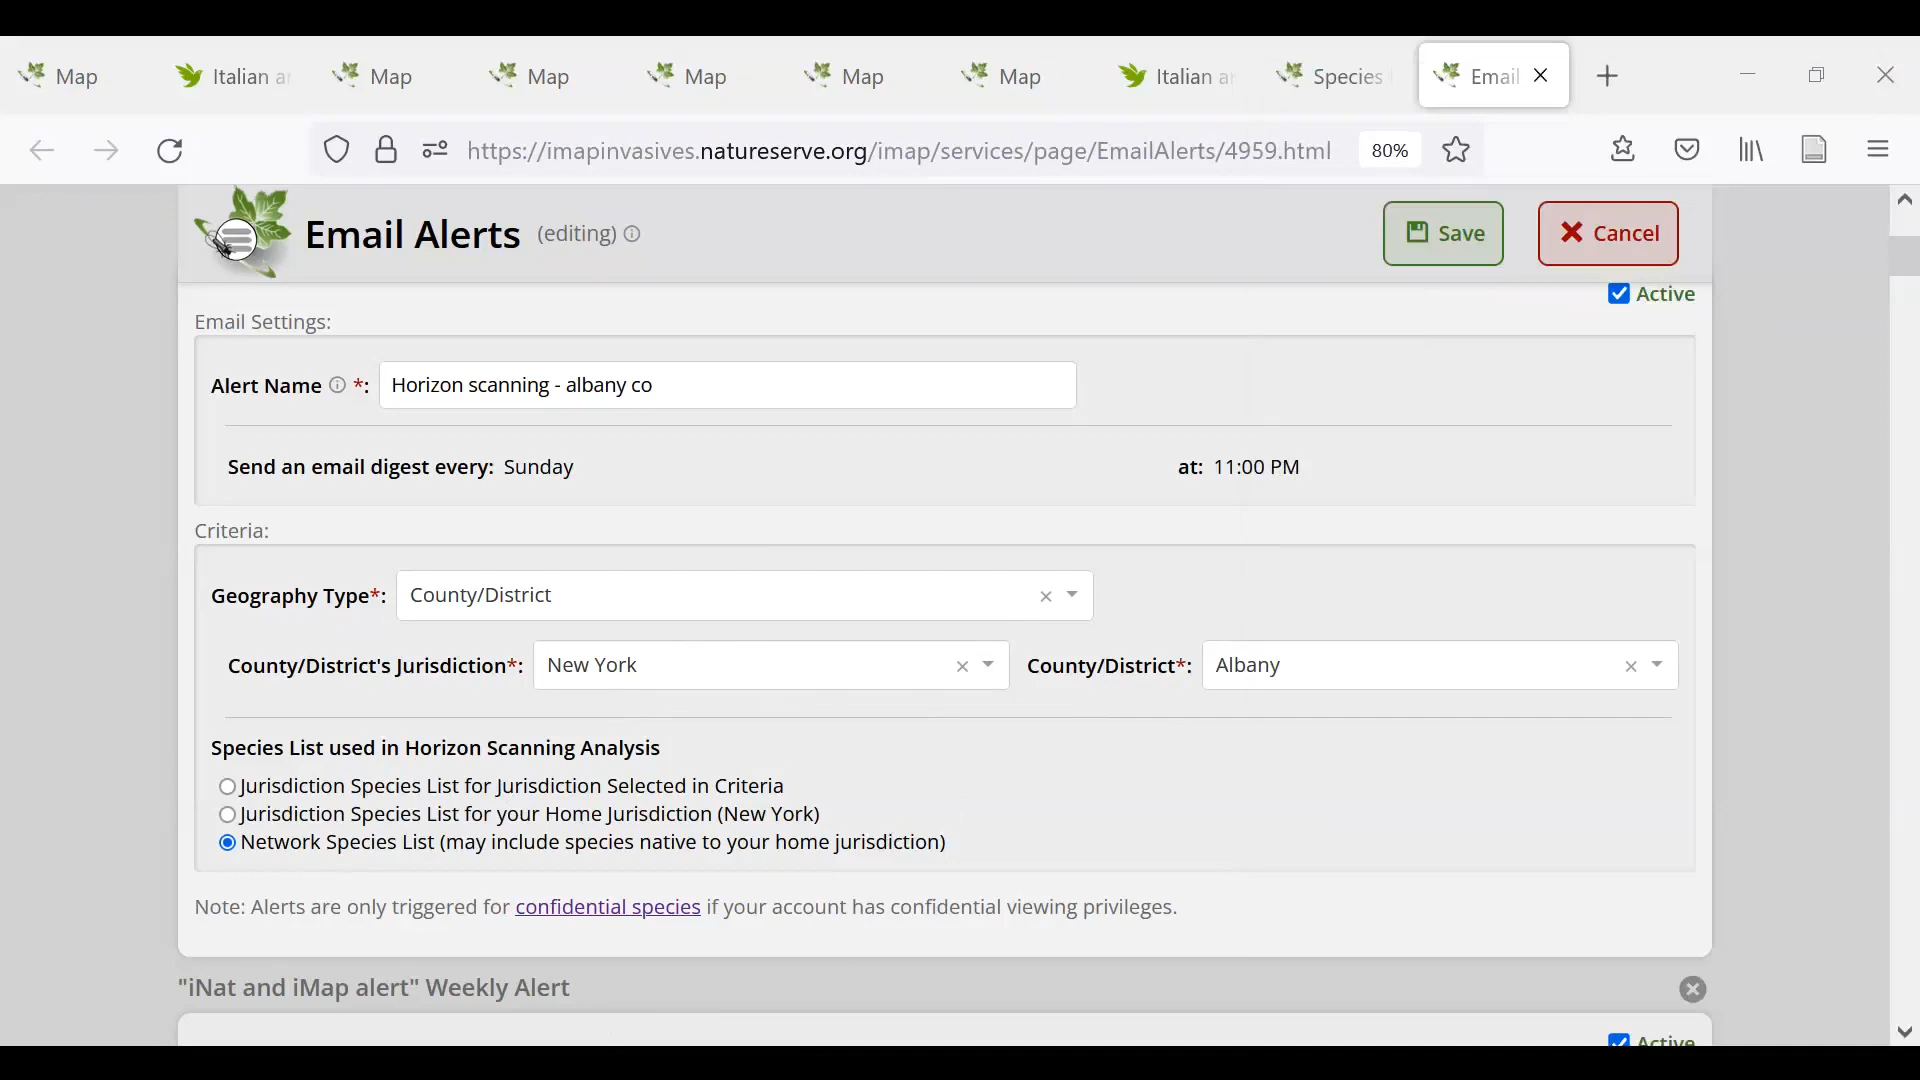 Map
Italian a
Map
Map
Map
Map
Map
Italian a
Species
Email
https://imapinvasives.natureserve.org/imap/services/page/EmailAlerts/4959.html
80%
Email Alerts (editing)
Save
Cancel
Active
Email Settings:
Alert Name *: Horizon scanning - albany co
Send an email digest every: Sunday at: 11:00 PM
Criteria:
Geography Type*: County/District
County/District's Jurisdiction*: New York County/District*: Albany
Species List used in Horizon Scanning Analysis
Jurisdiction Species List for Jurisdiction Selected in Criteria
Jurisdiction Species List for your Home Jurisdiction (New York)
Network Species List (may include species native to your home jurisdiction)
Note: Alerts are only triggered for confidential species if your account has confidential viewing privileges.
"iNat and iMap alert" Weekly Alert
Active